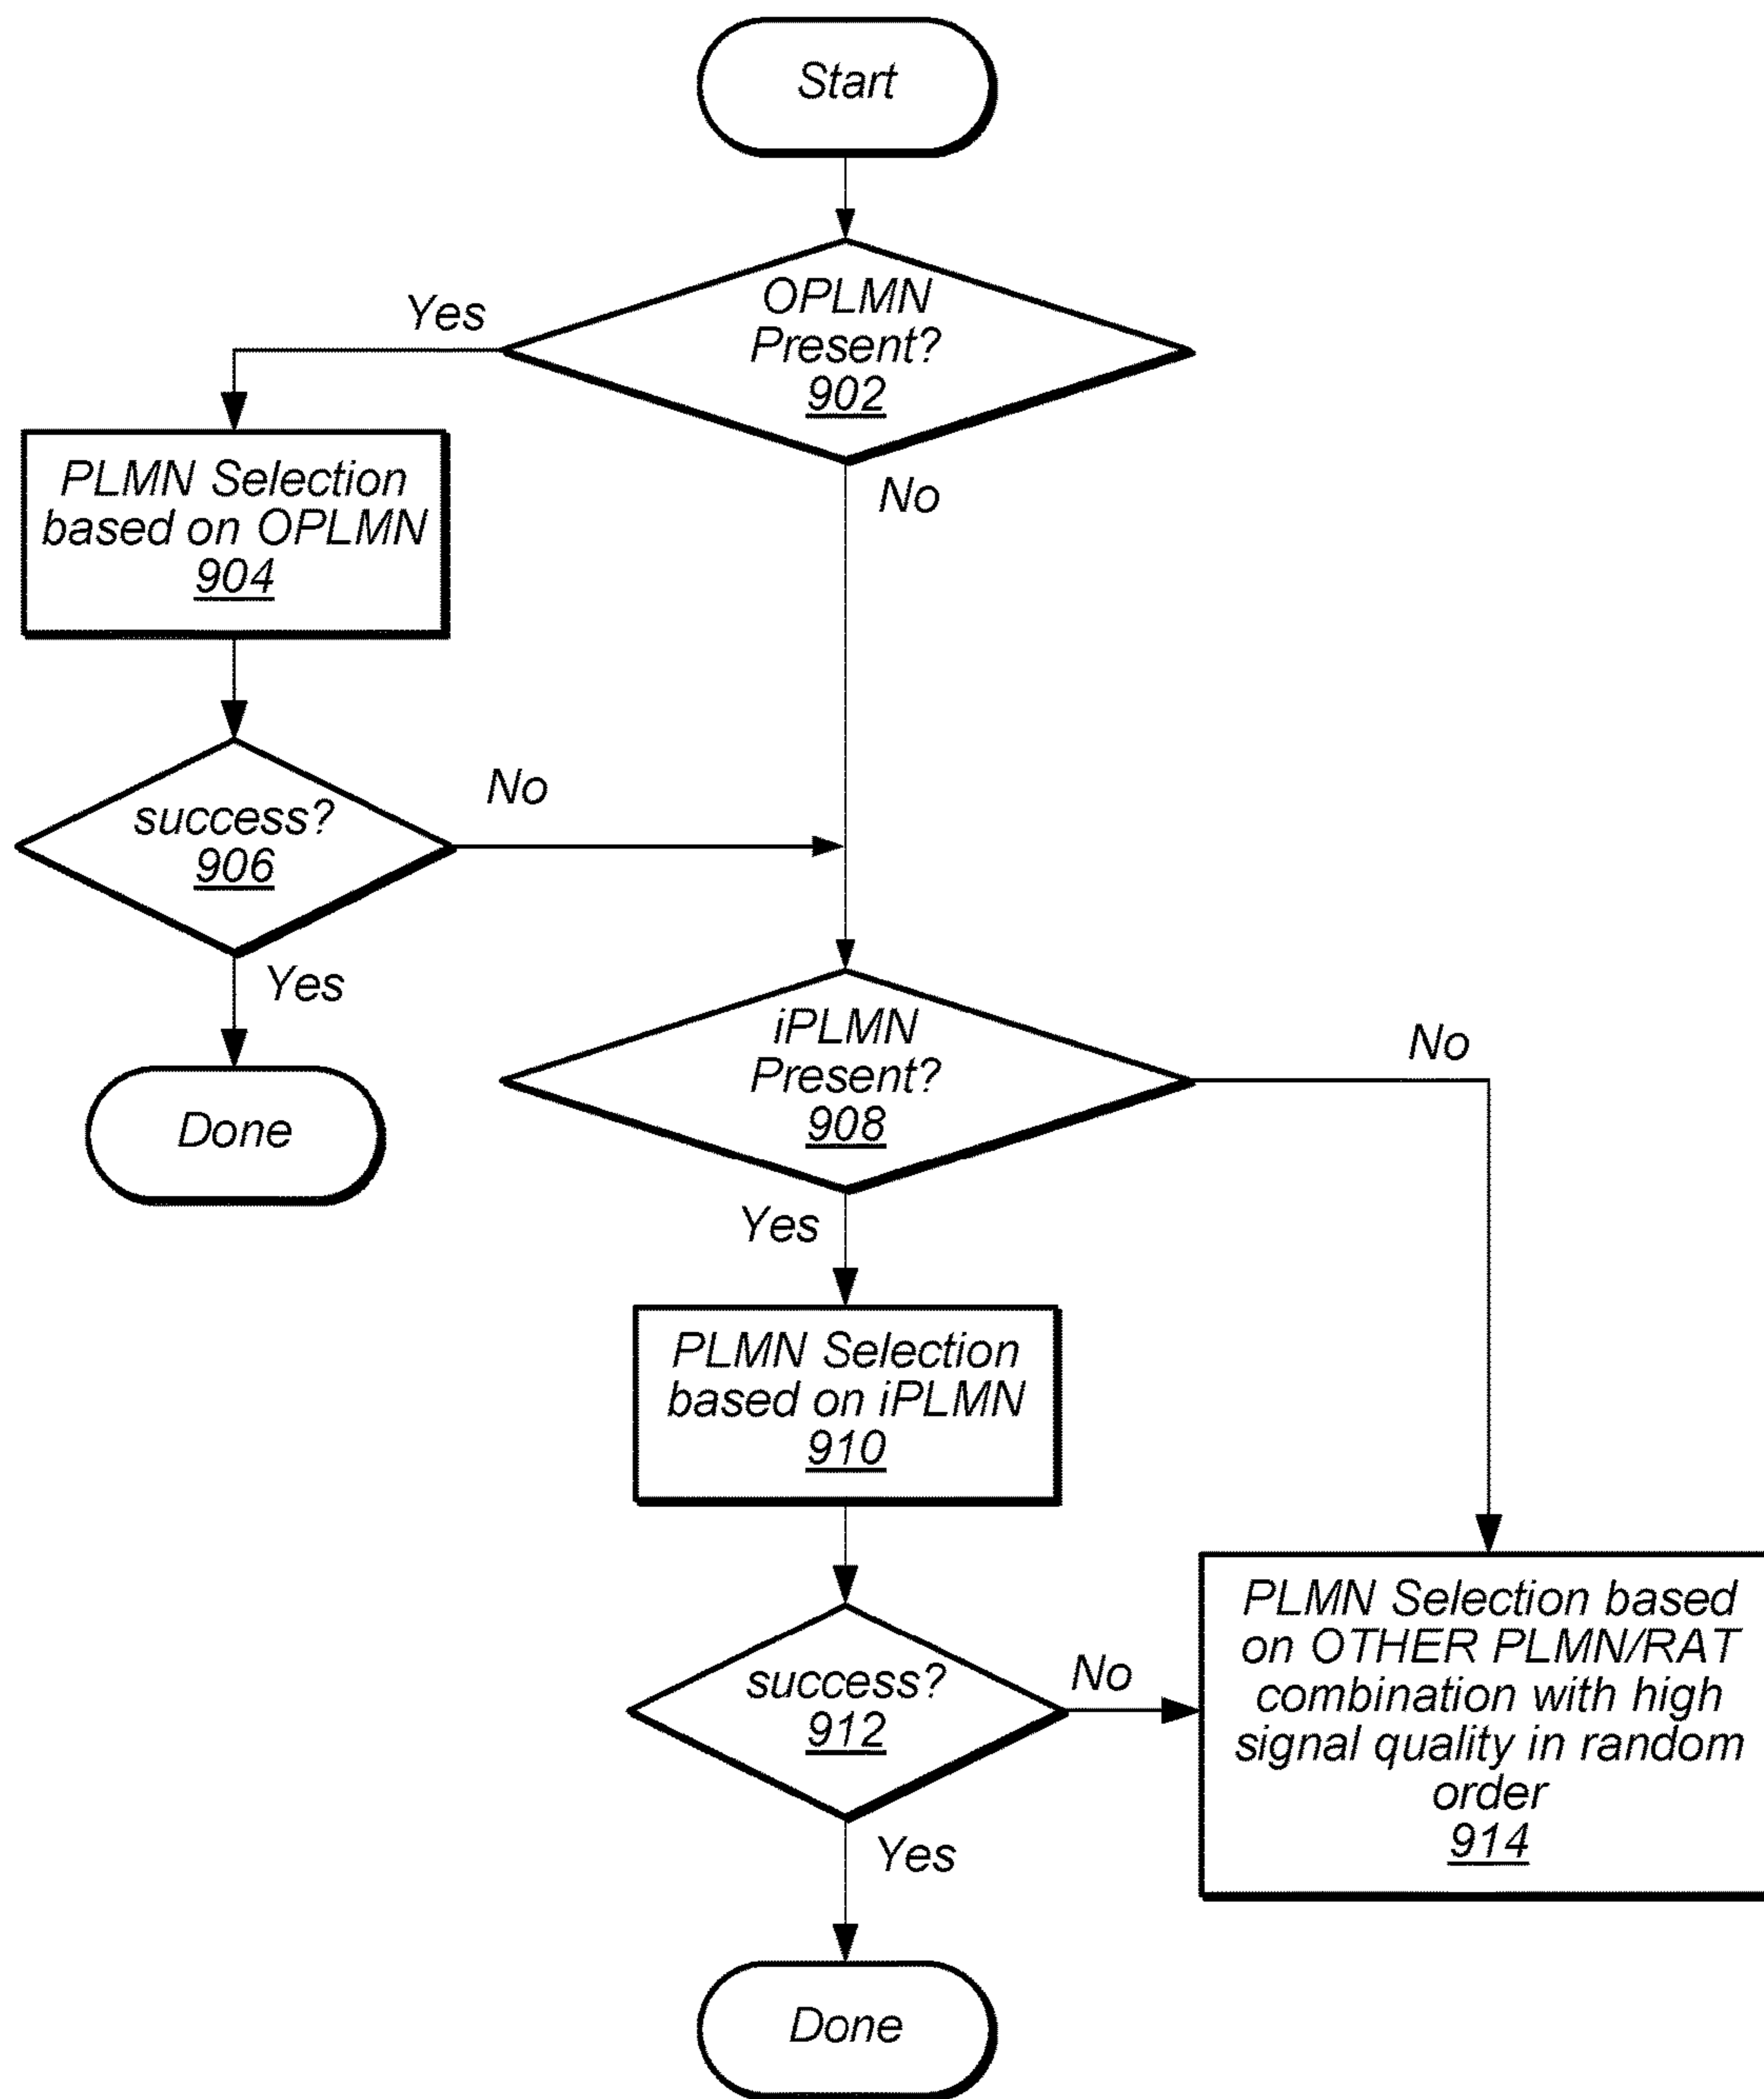 Start
OPLMN
Present?
902
Yes
No
PLMN Selection
based on OPLMN
904
success?
906
No
Yes
Done
iPLMN
Present?
908
No
Yes
PLMN Selection
based on iPLMN
910
success?
912
No
Yes
PLMN Selection based
on OTHER PLMN/RAT
combination with high
signal quality in random
order
914
Done